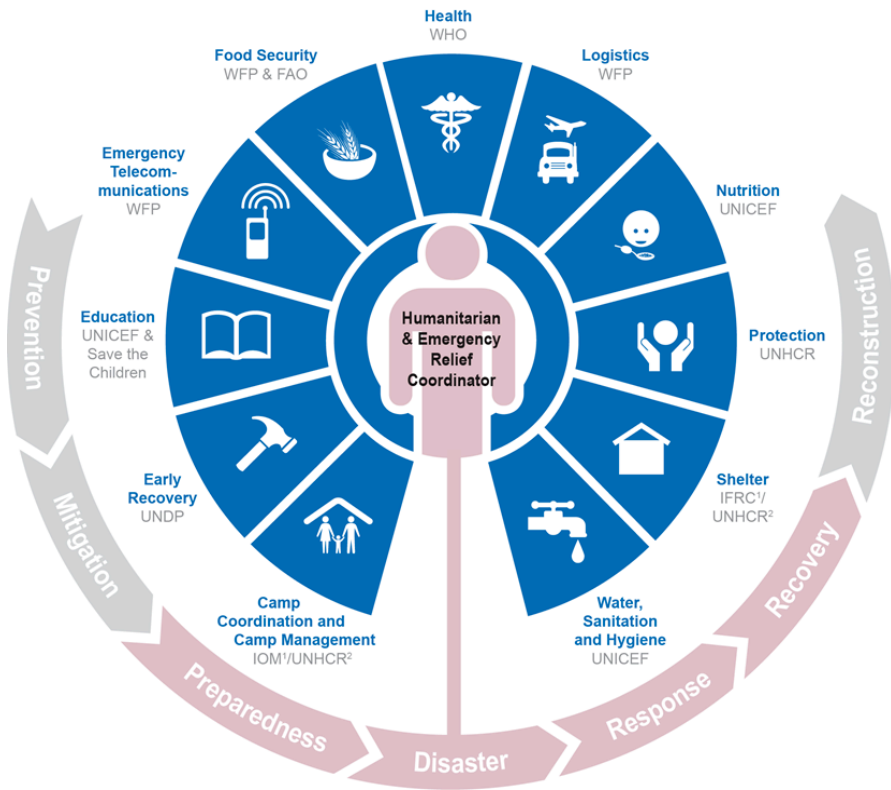 Health
WHO
Food Security
WFP & FAO
Logistics
WFP
Emergency
Telecom-
munications
WFP
Nutrition
UNICEF
Education
UNICEF &
Save the
Children
Humanitarian
& Emergency
Relief
Coordinator
Protection
UNHCR
Early
Recovery
UNDP
Shelter
IFRC¹/
UNHCR²
Camp
Coordination and
Camp Management
IOM¹/UNHCR²
Water,
Sanitation
and Hygiene
UNICEF
Prevention
Mitigation
Preparedness
Disaster
Response
Recovery
Reconstruction